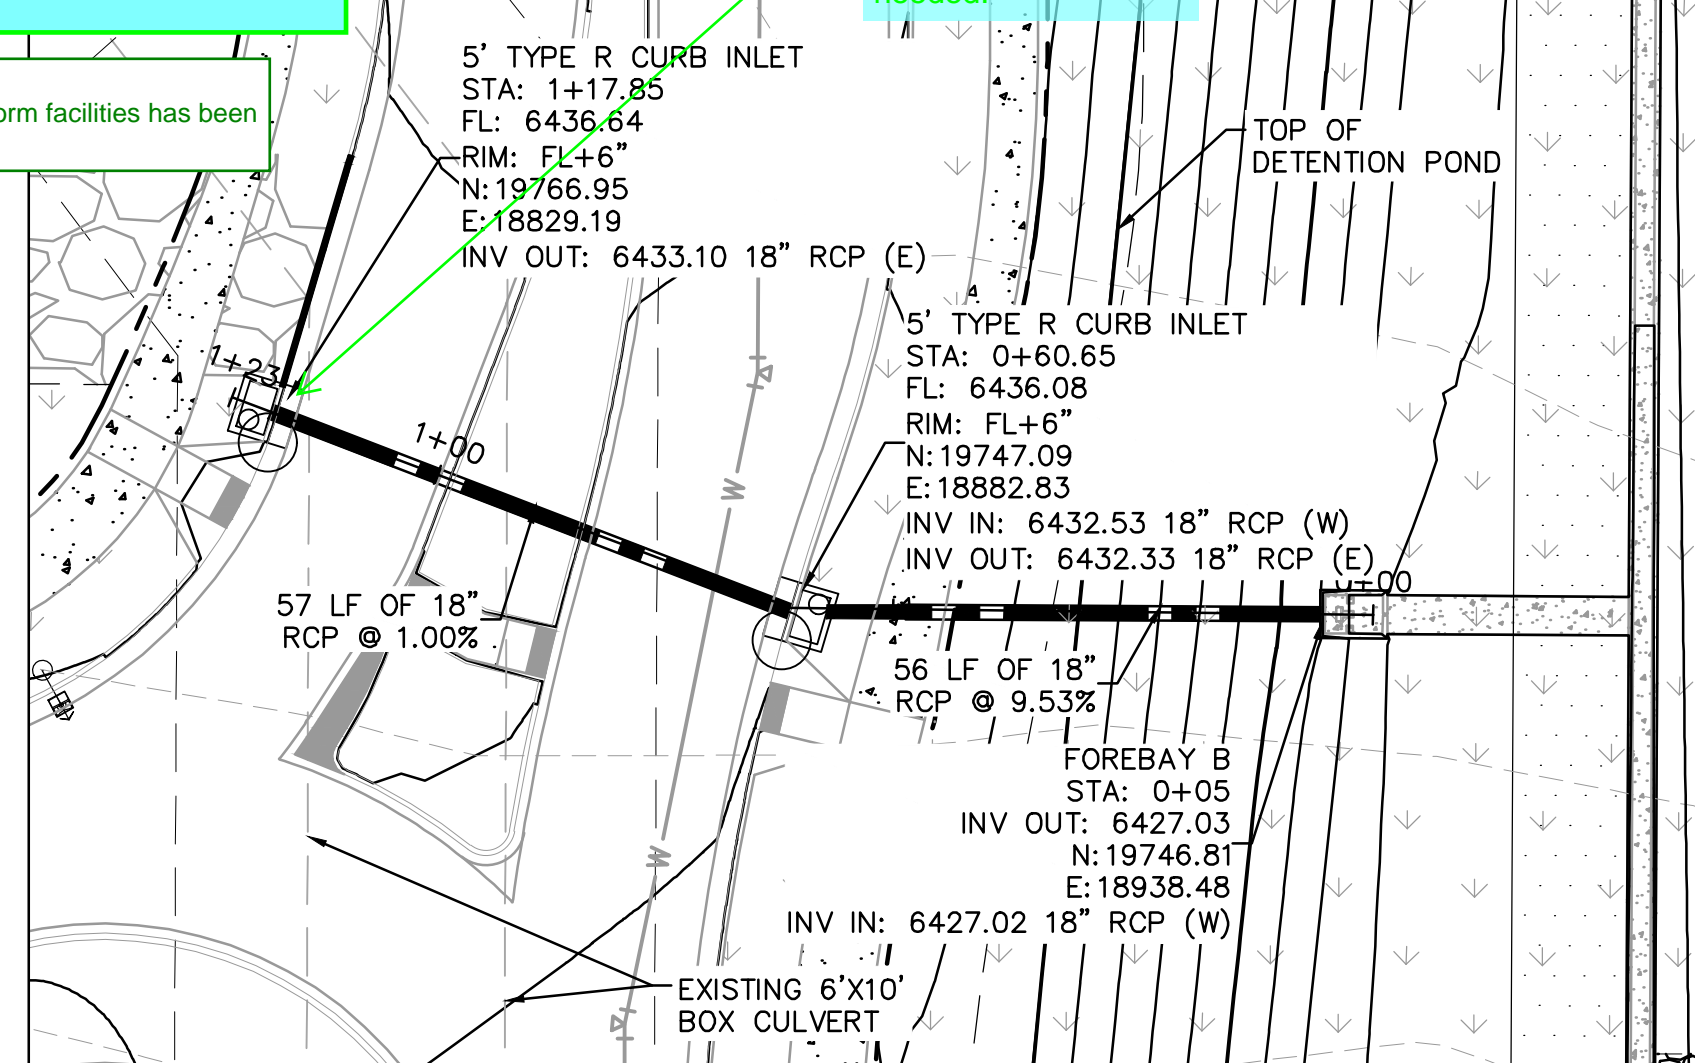 needed.
orm facilities has been
5' TYPE R CURB INLET
STA: 1+17.85
FL: 6436.64
RIM: FL+6"
N:19766.95
E:18829.19
INV OUT: 6433.10 18" RCP (E)
TOP OF
DETENTION POND
5' TYPE R CURB INLET
STA: 0+60.65
FL: 6436.08
RIM: FL+6"
N:19747.09
E:18882.83
INV IN: 6432.53 18" RCP (W)
INV OUT: 6432.33 18" RCP (E)
1+23
1+00
W
0+00
57 LF OF 18"
RCP @ 1.00%
56 LF OF 18"
RCP @ 9.53%
FOREBAY B
STA: 0+05
INV OUT: 6427.03
N:19746.81
E:18938.48
INV IN: 6427.02 18" RCP (W)
W
EXISTING 6'X10'
BOX CULVERT